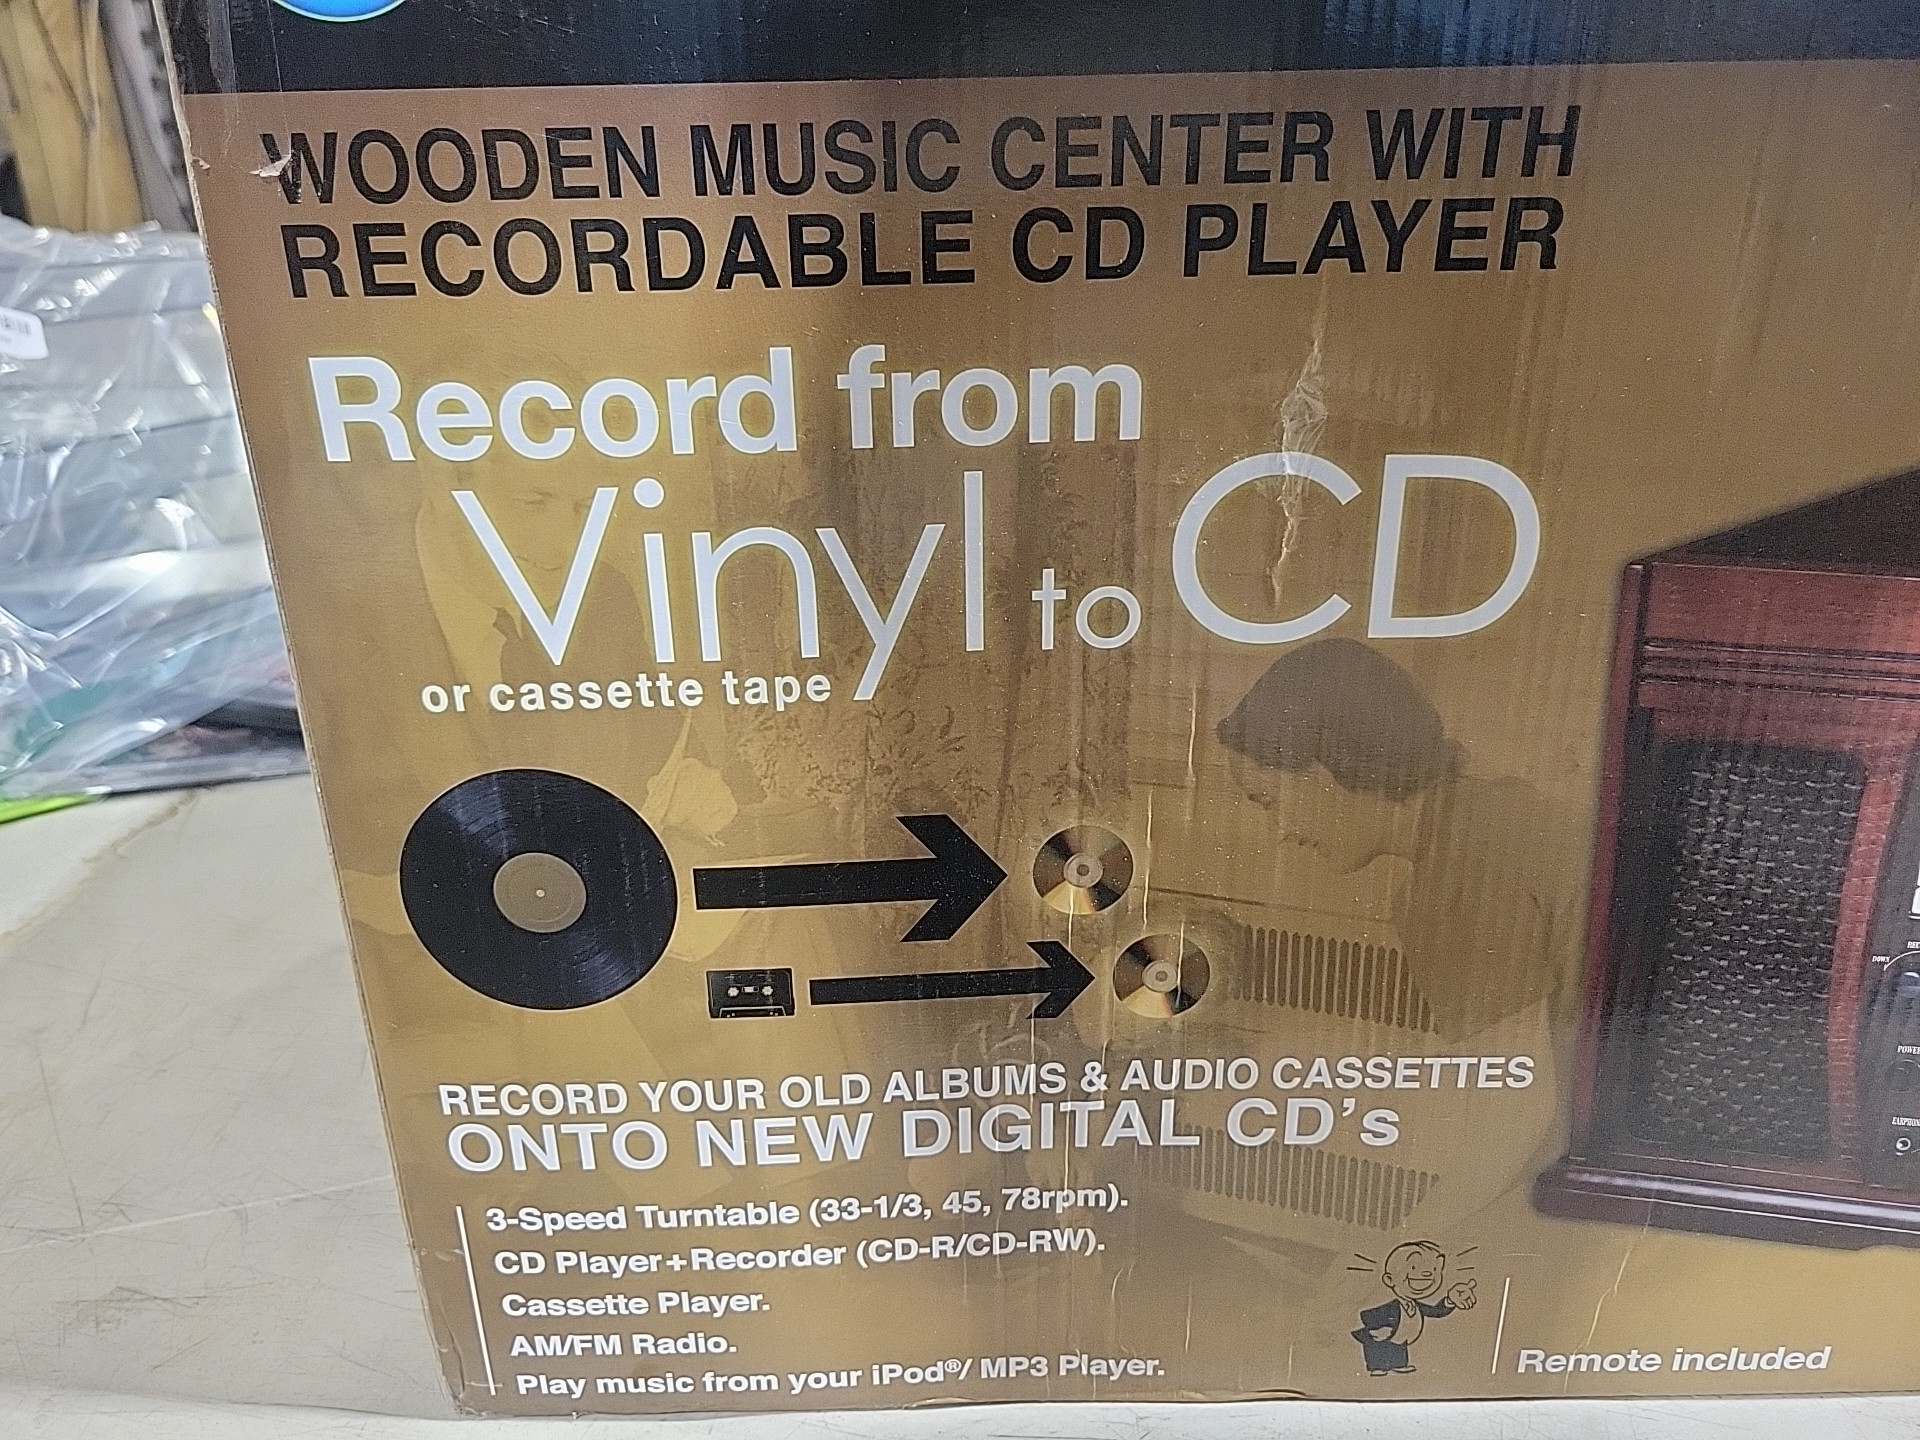 WOODEN MUSIC CENTER WITH
RECORDABLE CD PLAYER
Record from
Vinyl to CD
or cassette tape
RECORD YOUR OLD ALBUMS & AUDIO CASSETTES
ONTO NEW DIGITAL CD's
3-Speed Turntable (33-1/3, 45, 78rpm).
CD Player+Recorder (CD-R/CD-RW).
Cassette Player.
AM/FM Radio.
Play music from your iPod®/ MP3 Player.
Remote included
DOWN